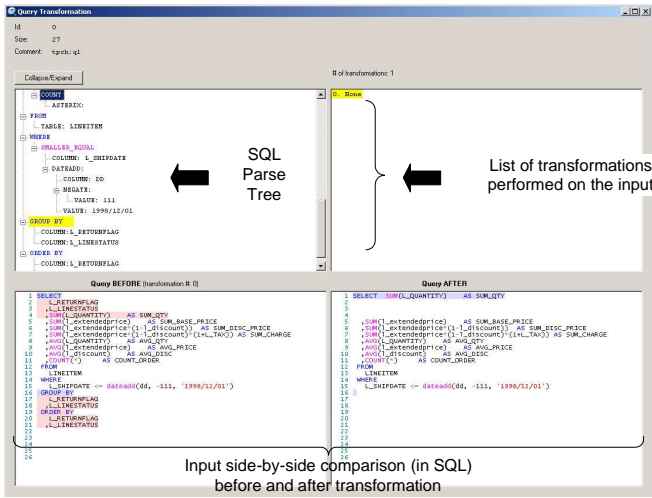 Query Transformation
Id: 0
Size: 27
Comment: tpch:q1
Collapse/Expand
# of transformations: 1
COUNT
ASTERIX:
FROM
TABLE: LINEITEM
WHERE
SMALLER_EQUAL
COLUMN: L_SHIPDATE
DATEADD:
COLUMN: DD
NEGATE:
VALUE: 111
VALUE: 1998/12/01
GROUP BY
COLUMN:L_RETURNFLAG
COLUMN:L_LINESTATUS
ORDER BY
COLUMN:L_RETURNFLAG
SQL
Parse
Tree
0. None
List of transformations
performed on the input
Query BEFORE (transformation #: 0)
1 SELECT
2 L_RETURNFLAG
3 ,L_LINESTATUS
4 ,SUM(L_QUANTITY) AS SUM_QTY
5 ,SUM(l_extendedprice) AS SUM_BASE_PRICE
6 ,SUM(l_extendedprice*(1-l_discount)) AS SUM_DISC_PRICE
7 ,SUM(l_extendedprice*(1-l_discount)*(1+L_TAX)) AS SUM_CHARGE
8 ,AVG(L_QUANTITY) AS AVG_QTY
9 ,AVG(l_extendedprice) AS AVG_PRICE
10 ,AVG(l_discount) AS AVG_DISC
11 ,COUNT(*) AS COUNT_ORDER
12 FROM
13 LINEITEM
14 WHERE
15 L_SHIPDATE <= dateadd(dd, -111, '1998/12/01')
16 GROUP BY
17 L_RETURNFLAG
18 ,L_LINESTATUS
19 ORDER BY
20 L_RETURNFLAG
21 ,L_LINESTATUS
22
23
24
25
26
Query AFTER
1 SELECT SUM(L_QUANTITY) AS SUM_QTY
2
3
4
5 ,SUM(l_extendedprice) AS SUM_BASE_PRICE
6 ,SUM(l_extendedprice*(1-l_discount)) AS SUM_DISC_PRICE
7 ,SUM(l_extendedprice*(1-l_discount)*(1+L_TAX)) AS SUM_CHARGE
8 ,AVG(L_QUANTITY) AS AVG_QTY
9 ,AVG(l_extendedprice) AS AVG_PRICE
10 ,AVG(l_discount) AS AVG_DISC
11 ,COUNT(*) AS COUNT_ORDER
12 FROM
13 LINEITEM
14 WHERE
15 L_SHIPDATE <= dateadd(dd, -111, '1998/12/01')
16
17
18
19
20
21
22
23
24
25
26
Input side-by-side comparison (in SQL)
before and after transformation